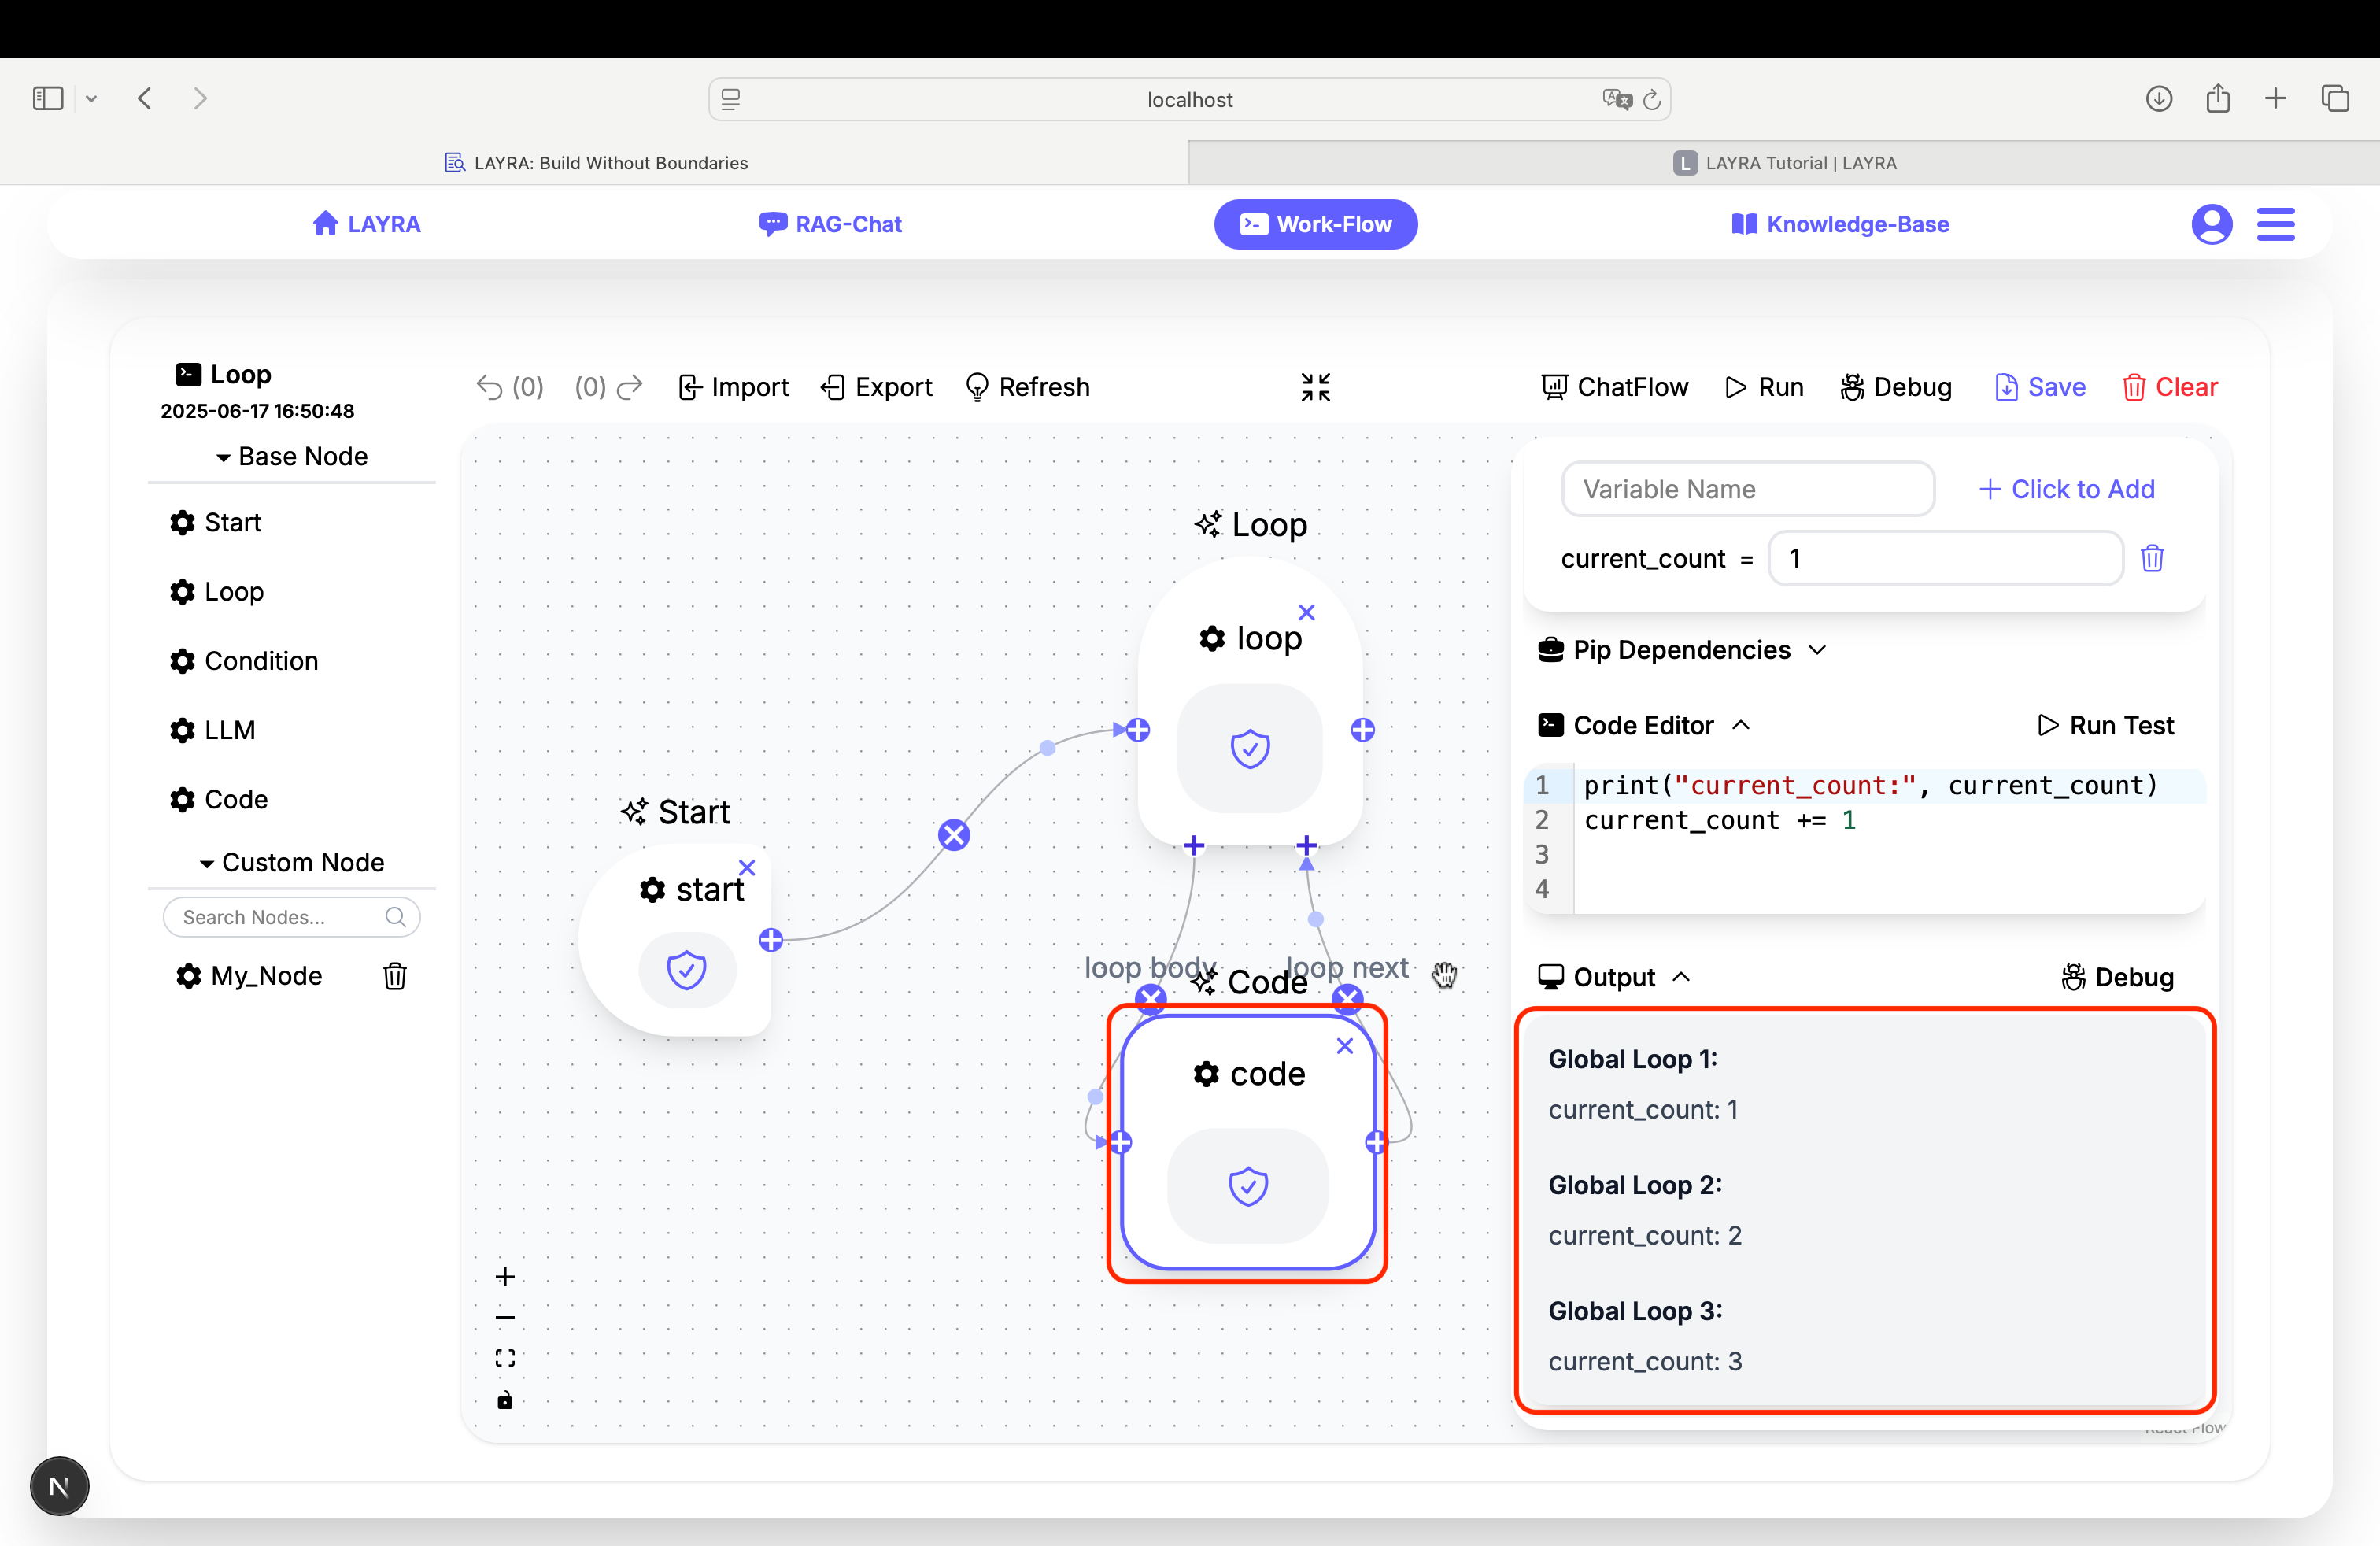 localhost
LAYRA: Build Without Boundaries
L LAYRA Tutorial | LAYRA
LAYRA
RAG-Chat
Work-Flow
Knowledge-Base
Loop
2025-06-17 16:50:48
Base Node
Start
Loop
Condition
LLM
Code
Custom Node
Search Nodes...
My_Node
(0)
(0)
Import
Export
Refresh
ChatFlow
Run
Debug
Save
Clear
Loop
loop
Start
start
loop body
loop next
Code
code
Variable Name
Click to Add
current_count = 1
Pip Dependencies
Code Editor
Run Test
1 print("current_count:", current_count)
2 current_count += 1
3
4
Output
Debug
Global Loop 1:
current_count: 1
Global Loop 2:
current_count: 2
Global Loop 3:
current_count: 3
React Flow
N